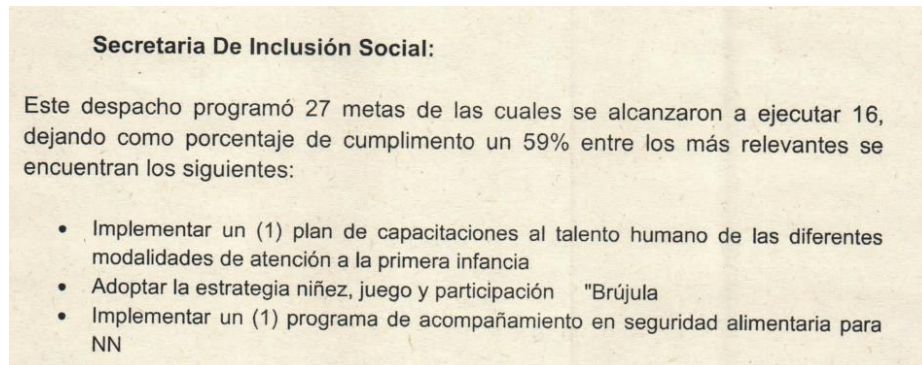 Secretaria De Inclusión Social:
Este despacho programó 27 metas de las cuales se alcanzaron a ejecutar 16,
dejando como porcentaje de cumplimento un 59% entre los más relevantes se
encuentran los siguientes:
• Implementar un (1) plan de capacitaciones al talento humano de las diferentes
modalidades de atención a la primera infancia
• Adoptar la estrategia niñez, juego y participación "Brújula
• Implementar un (1) programa de acompañamiento en seguridad alimentaria para
NN